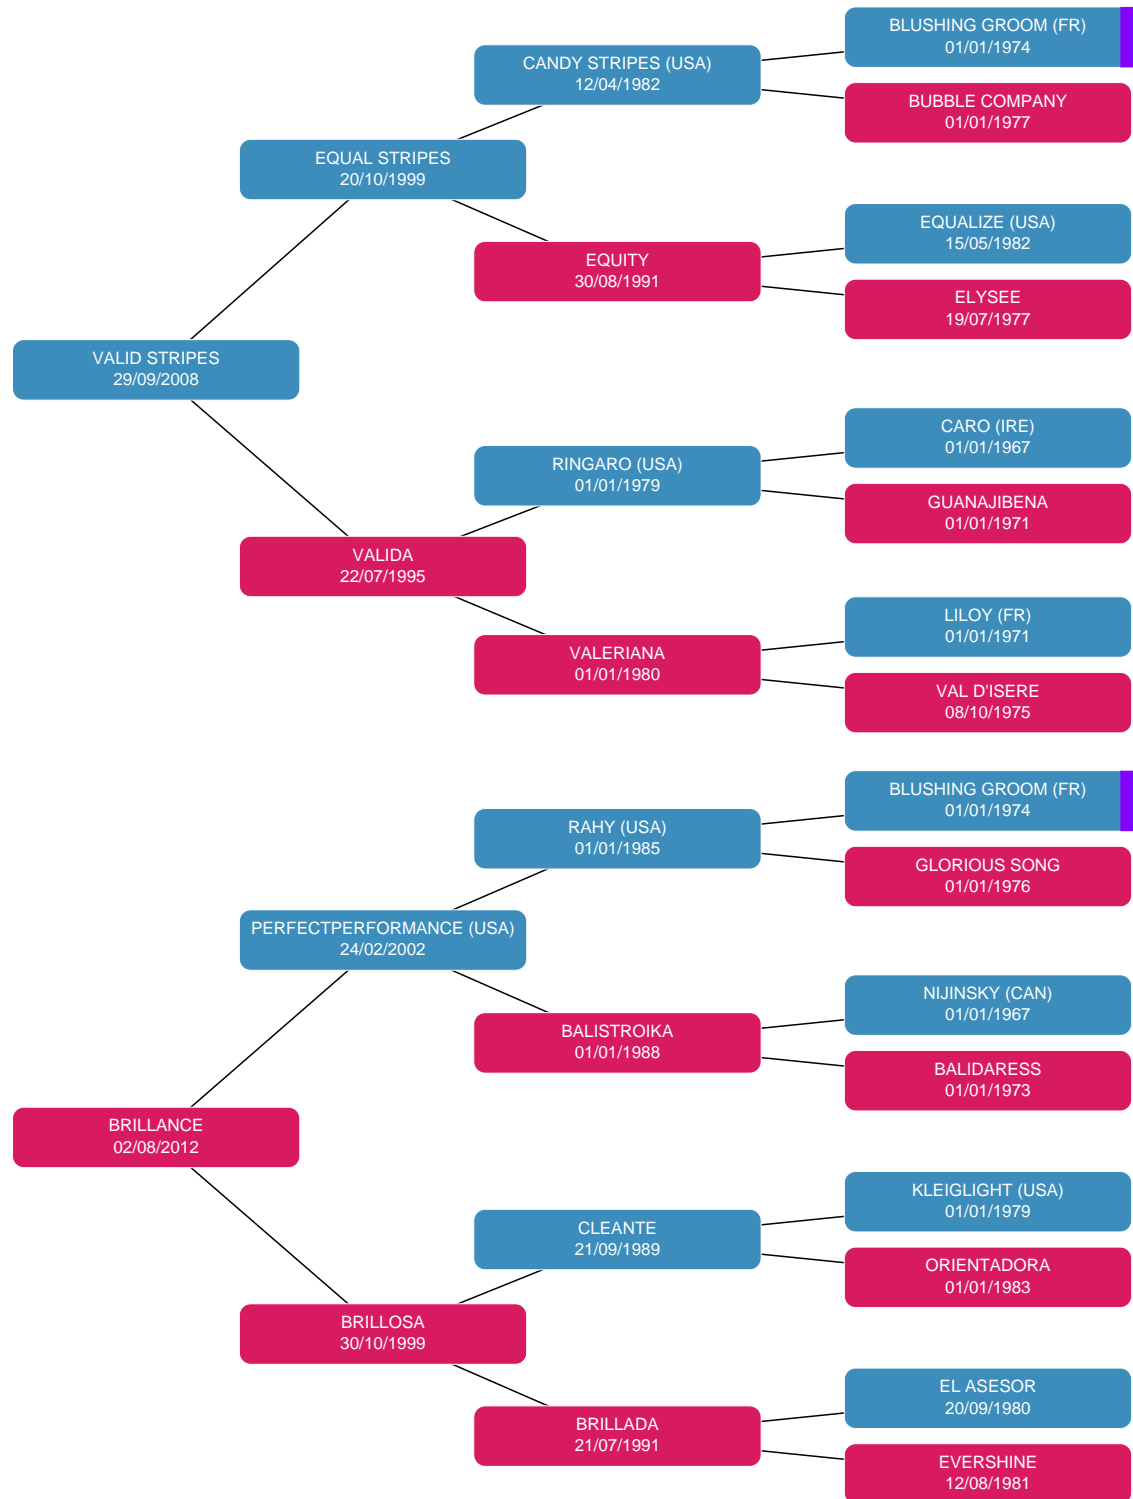 BLUSHING GROOM (FR)
01/01/1974
CANDY STRIPES (USA)
12/04/1982
BUBBLE COMPANY
01/01/1977
EQUAL STRIPES
20/10/1999
EQUALIZE (USA)
15/05/1982
EQUITY
30/08/1991
ELYSEE
19/07/1977
VALID STRIPES
29/09/2008
CARO (IRE)
01/01/1967
RINGARO (USA)
01/01/1979
GUANAJIBENA
01/01/1971
VALIDA
22/07/1995
LILOY (FR)
01/01/1971
VALERIANA
01/01/1980
VAL D'ISERE
08/10/1975
BLUSHING GROOM (FR)
01/01/1974
RAHY (USA)
01/01/1985
GLORIOUS SONG
01/01/1976
PERFECTPERFORMANCE (USA)
24/02/2002
NIJINSKY (CAN)
01/01/1967
BALISTROIKA
01/01/1988
BALIDARESS
01/01/1973
BRILLANCE
02/08/2012
KLEIGLIGHT (USA)
01/01/1979
CLEANTE
21/09/1989
ORIENTADORA
01/01/1983
BRILLOSA
30/10/1999
EL ASESOR
20/09/1980
BRILLADA
21/07/1991
EVERSHINE
12/08/1981